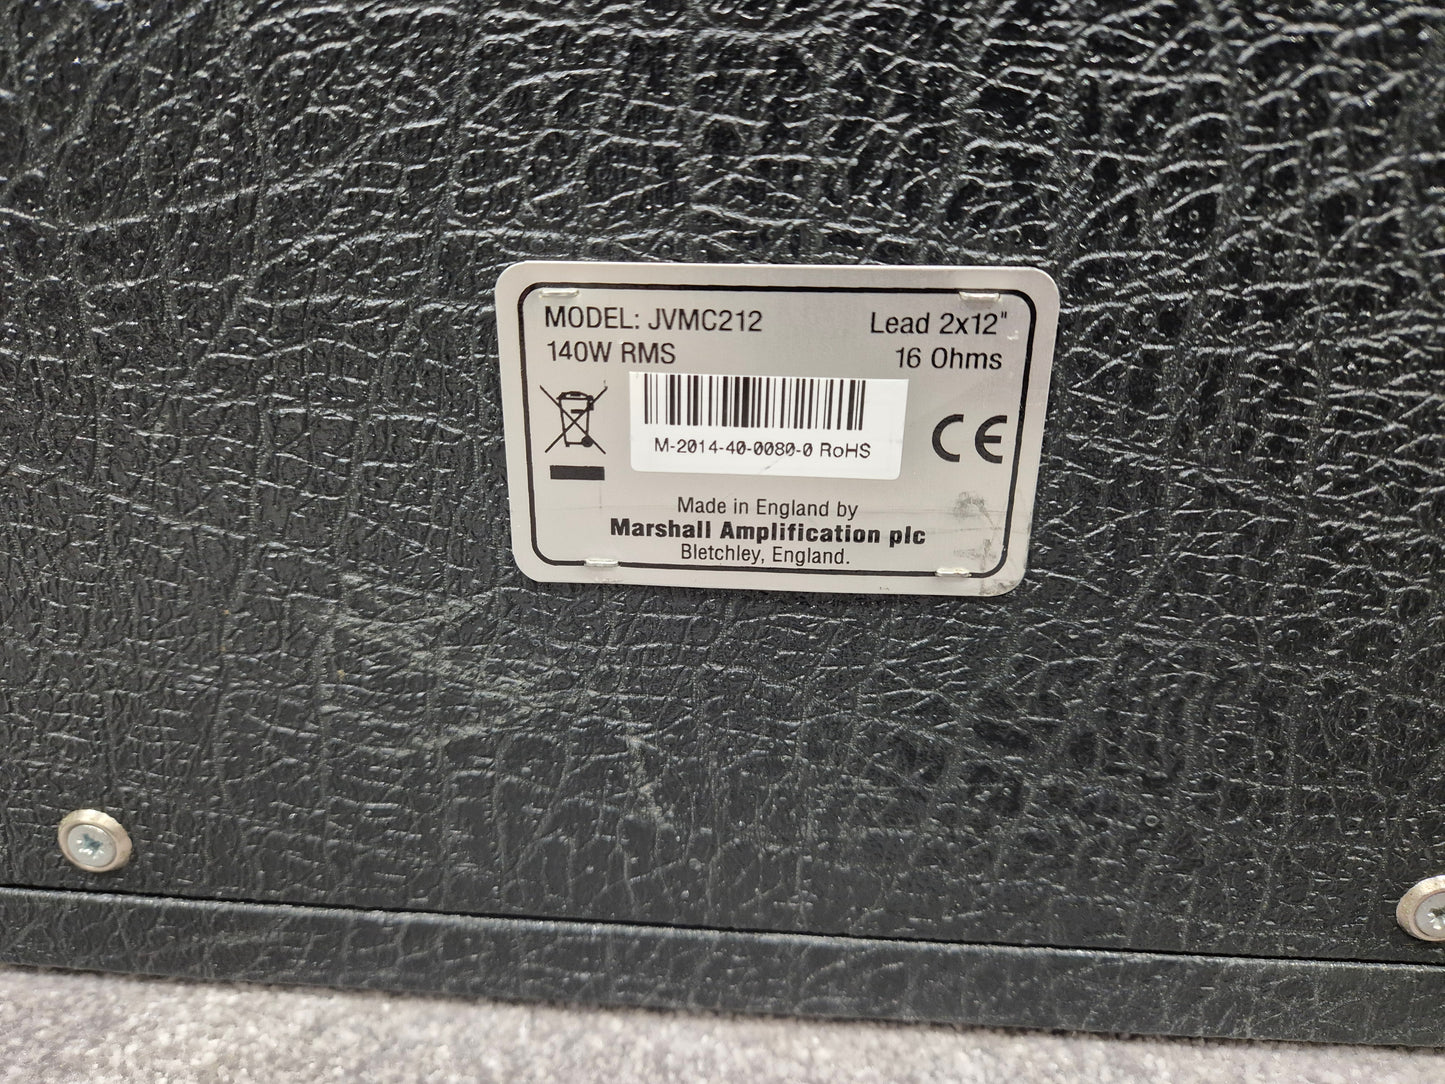 MODEL: JVMC212 Lead 2x12"
140W RMS 16 Ohms
M-2014-40-0080-0 RoHS
CE
Made in England by
Marshall Amplification plc
Bletchley, England.